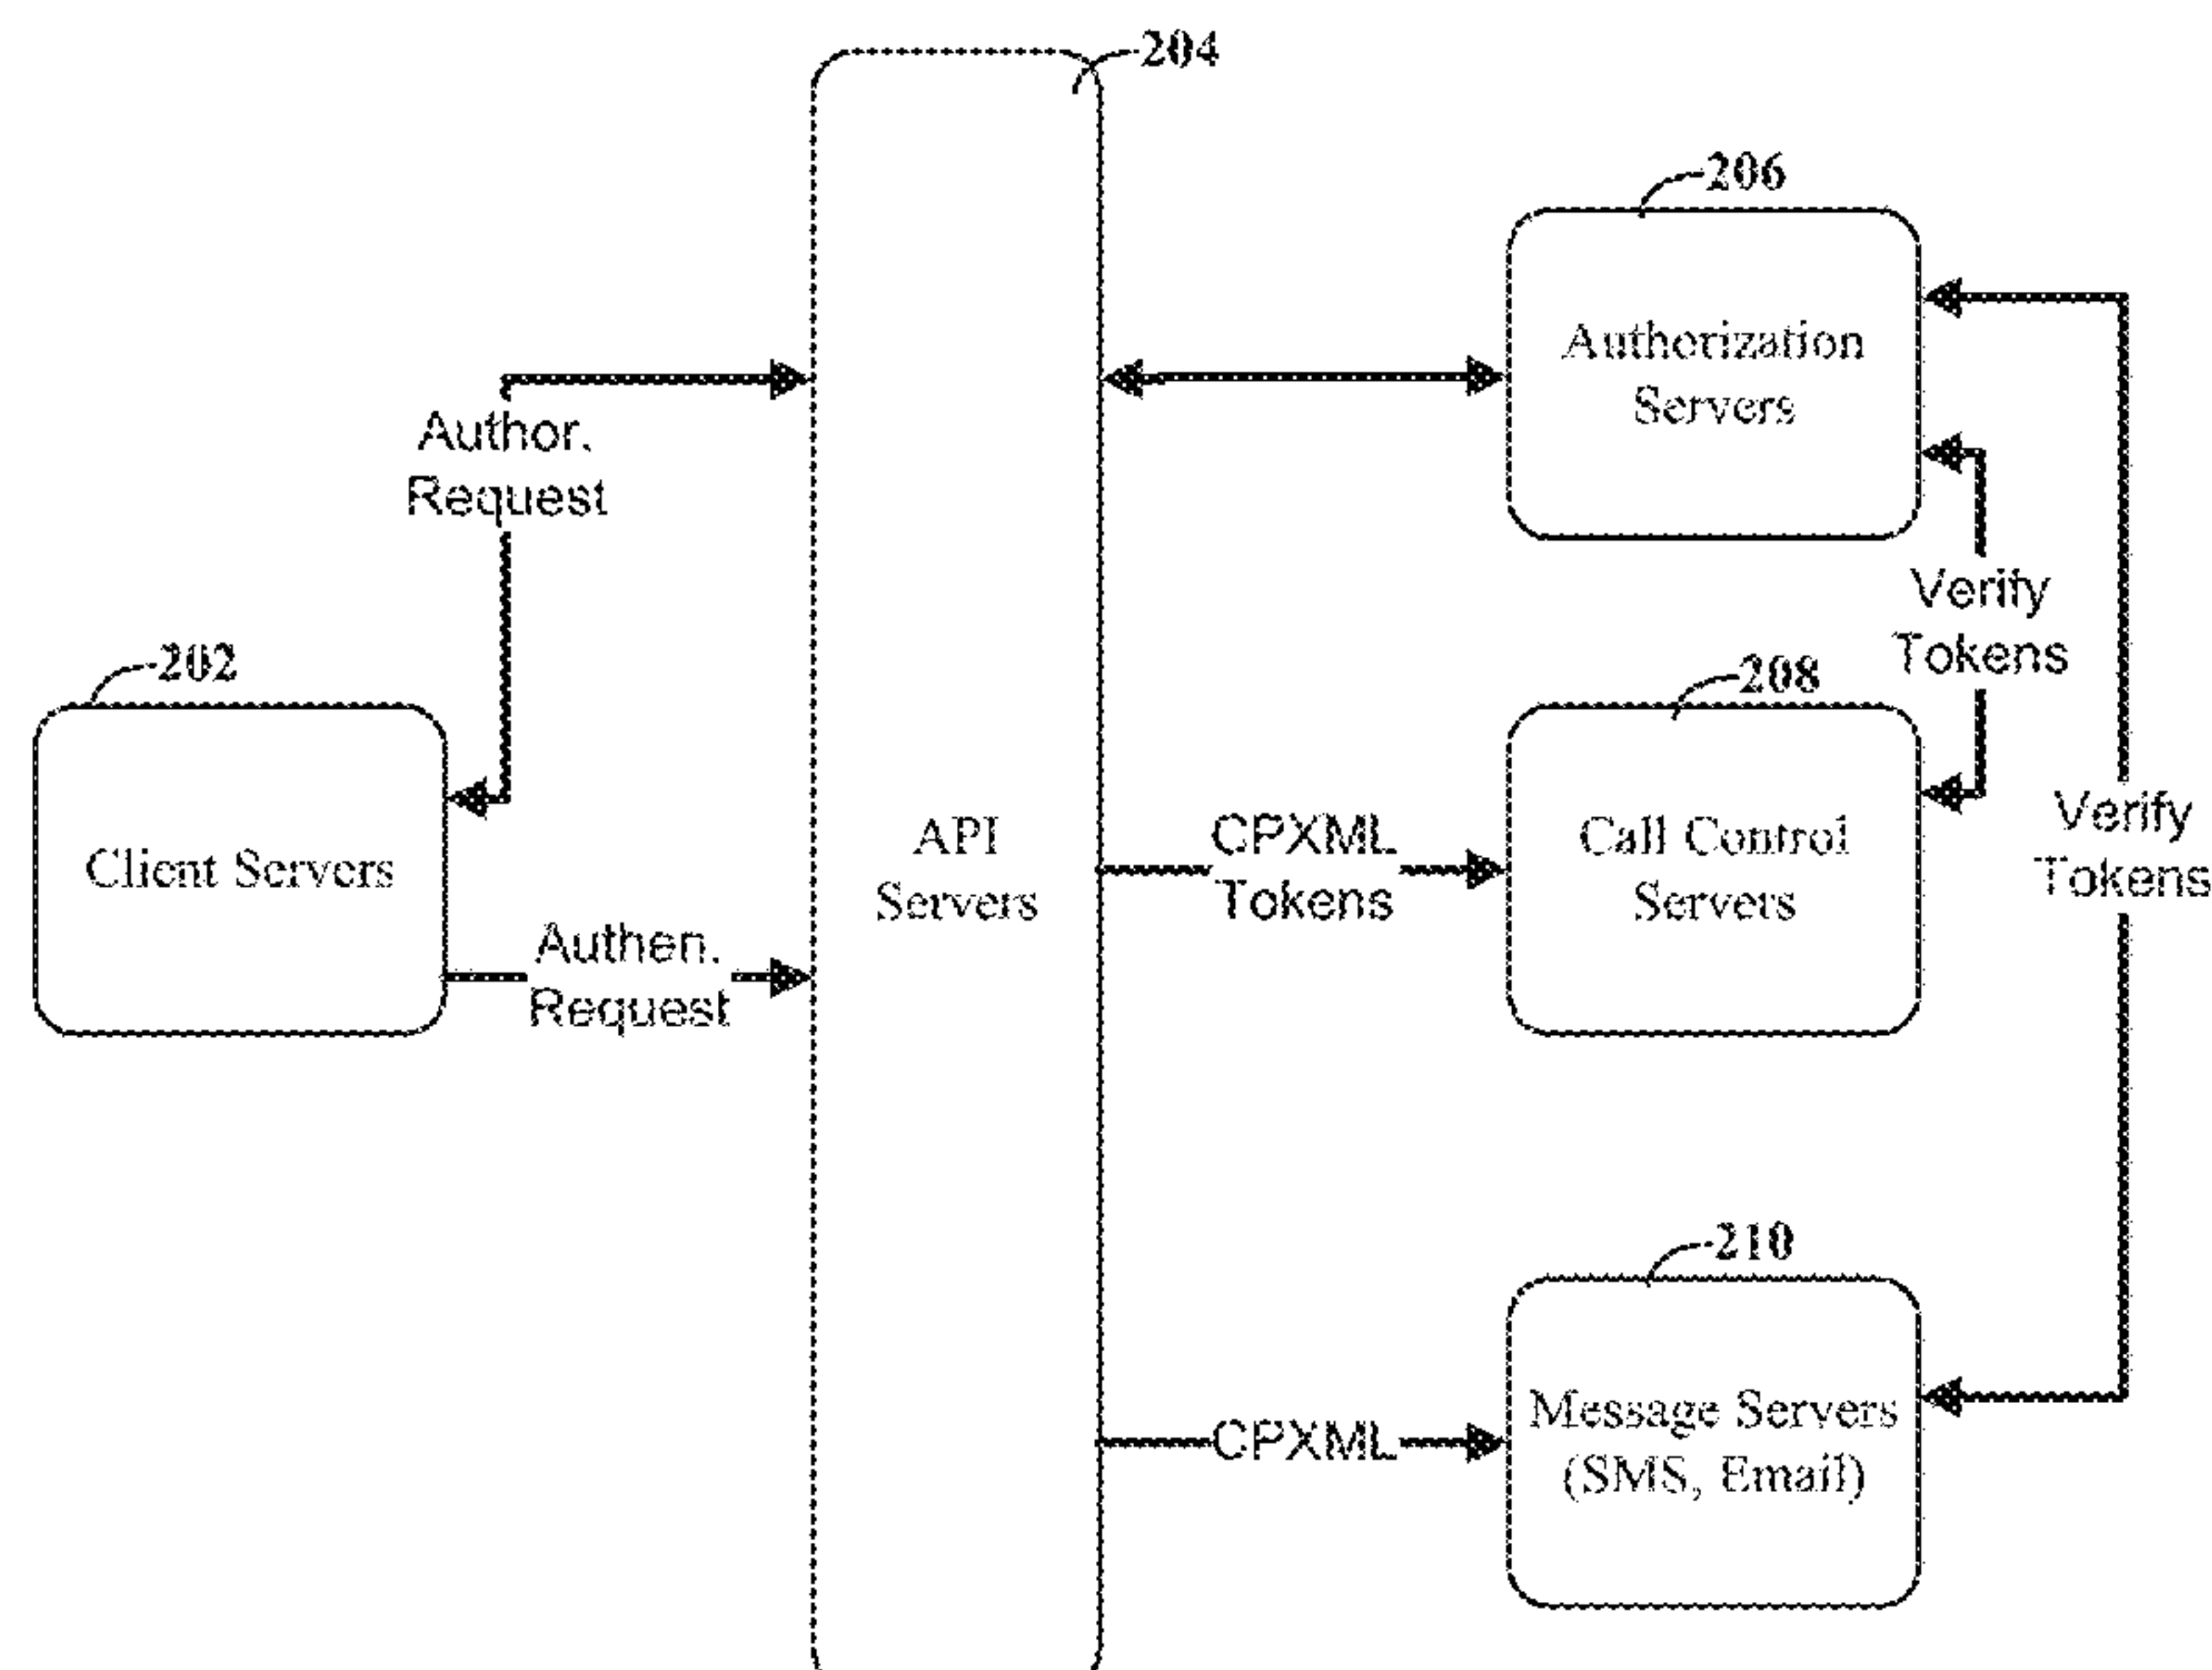 204
206
Authorization
Servers
Author.
Request
Verify
Tokens
202
208
Client Servers
API
Servers
CPXML
Tokens
Call Control
Servers
Verify
Tokens
Authen.
Request
210
CPXML
Message Servers
(SMS, Email)